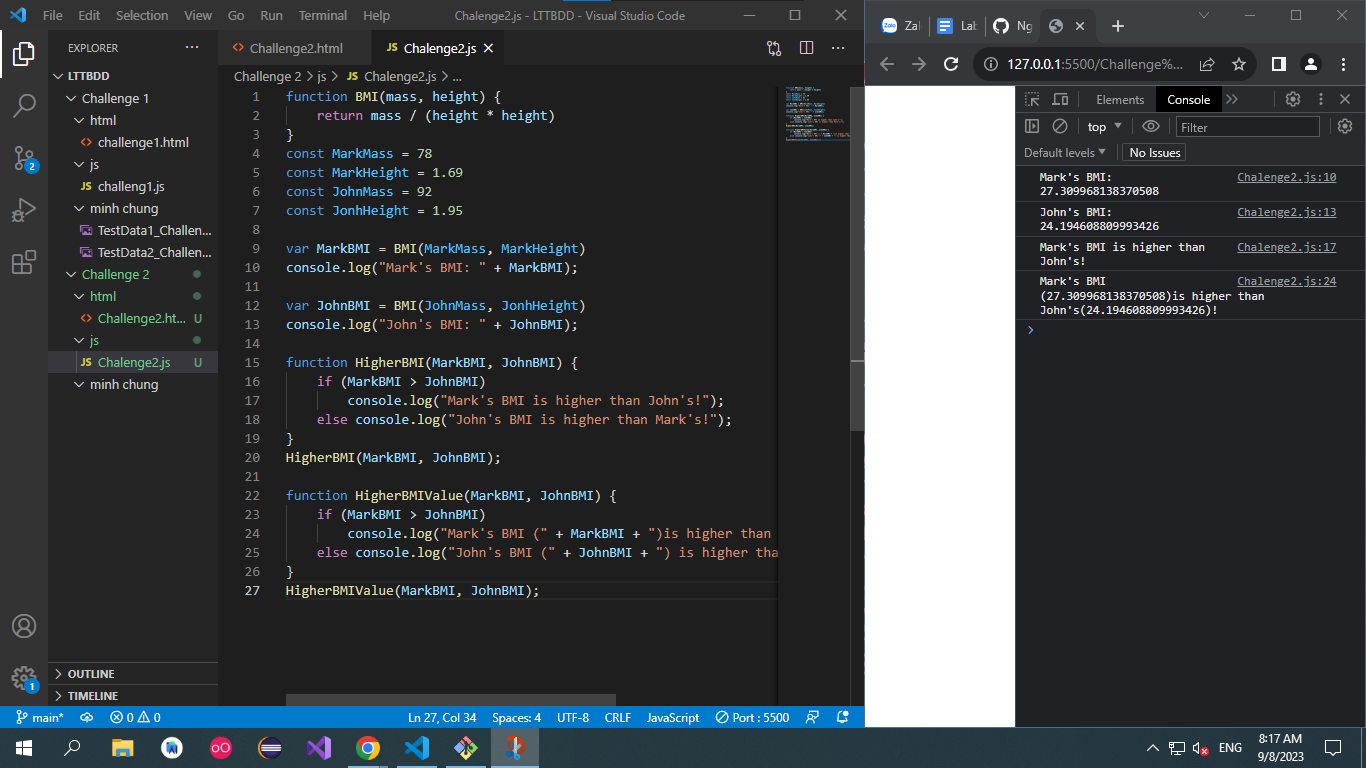 File Edit Selection View Go Run Terminal Help Chalenge2.js - LTTBDD - Visual Studio Code
EXPLORER
LTTBDD
Challenge 1
html
challenge1.html
js
challeng1.js
minh chung
TestData1_Challen...
TestData2_Challen...
Challenge 2
html
Challenge2.ht... U
js
Chalenge2.js U
minh chung
OUTLINE
TIMELINE
2
1
Challenge2.html Chalenge2.js
Challenge 2 > js > Chalenge2.js > ...
1 function BMI(mass, height) {
2 return mass / (height * height)
3 }
4 const MarkMass = 78
5 const MarkHeight = 1.69
6 const JohnMass = 92
7 const JonhHeight = 1.95
8
9 var MarkBMI = BMI(MarkMass, MarkHeight)
10 console.log("Mark's BMI: " + MarkBMI);
11
12 var JohnBMI = BMI(JohnMass, JonhHeight)
13 console.log("John's BMI: " + JohnBMI);
14
15 function HigherBMI(MarkBMI, JohnBMI) {
16 if (MarkBMI > JohnBMI)
17 console.log("Mark's BMI is higher than John's!");
18 else console.log("John's BMI is higher than Mark's!");
19 }
20 HigherBMI(MarkBMI, JohnBMI);
21
22 function HigherBMIValue(MarkBMI, JohnBMI) {
23 if (MarkBMI > JohnBMI)
24 console.log("Mark's BMI (" + MarkBMI + ")is higher than
25 else console.log("John's BMI (" + JohnBMI + ") is higher tha
26 }
27 HigherBMIValue(MarkBMI, JohnBMI);
main* 0 0 Ln 27, Col 34 Spaces: 4 UTF-8 CRLF JavaScript Port : 5500
Zalo Zal Lab Ng
127.0.0.1:5500/Challenge%...
Elements Console
top Filter
Default levels No Issues
Mark's BMI: Chalenge2.js:10
27.309968138370508
John's BMI: Chalenge2.js:13
24.194608809993426
Mark's BMI is higher than Chalenge2.js:17
John's!
Mark's BMI Chalenge2.js:24
(27.309968138370508)is higher than
John's(24.194608809993426)!
ENG 8:17 AM
9/8/2023